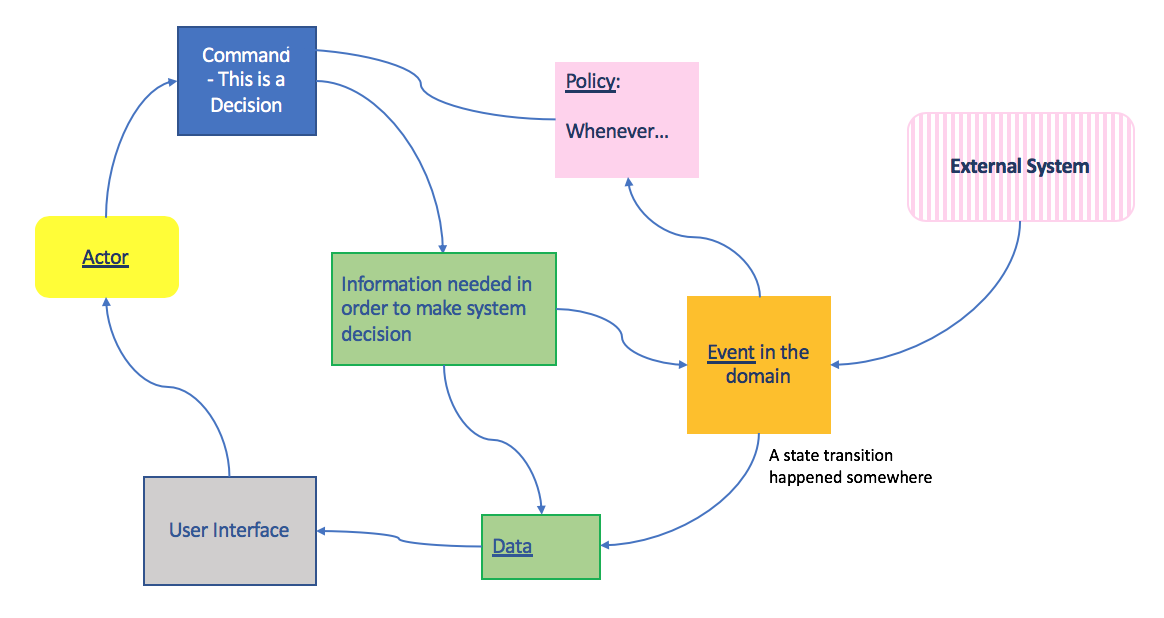 Command
- This is a
Decision
Policy:
Whenever...
External System
Actor
Information needed in
order to make system
decision
Event in the
domain
A state transition
happened somewhere
User Interface
Data